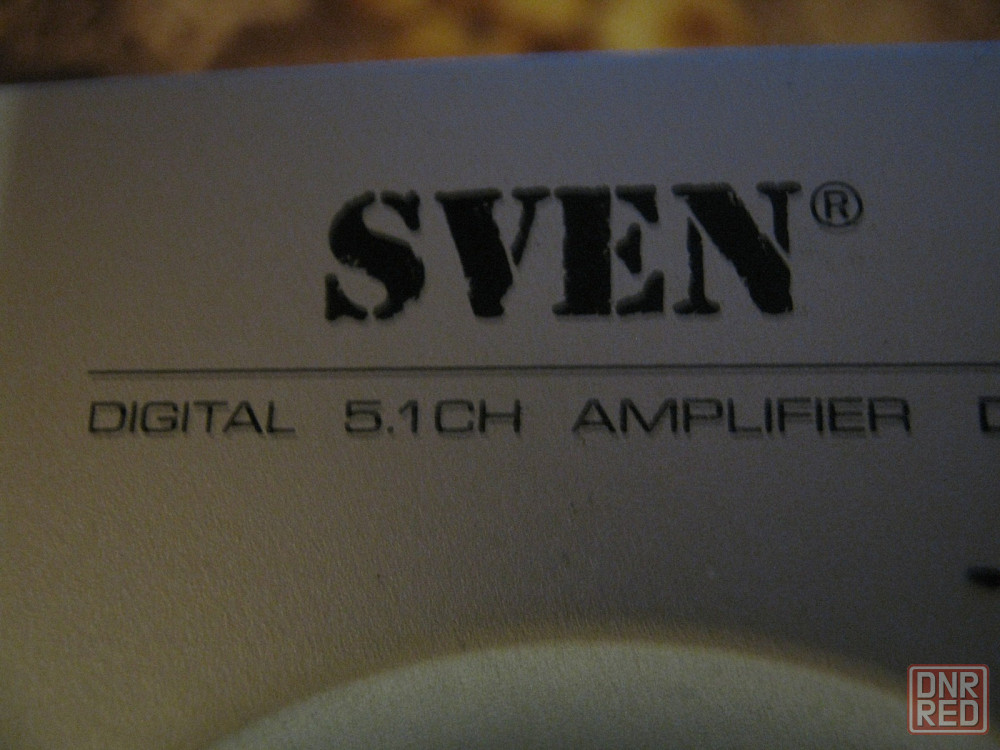 SVEN®
DIGITAL 5.1CH AMPLIFIER
DNR
RED